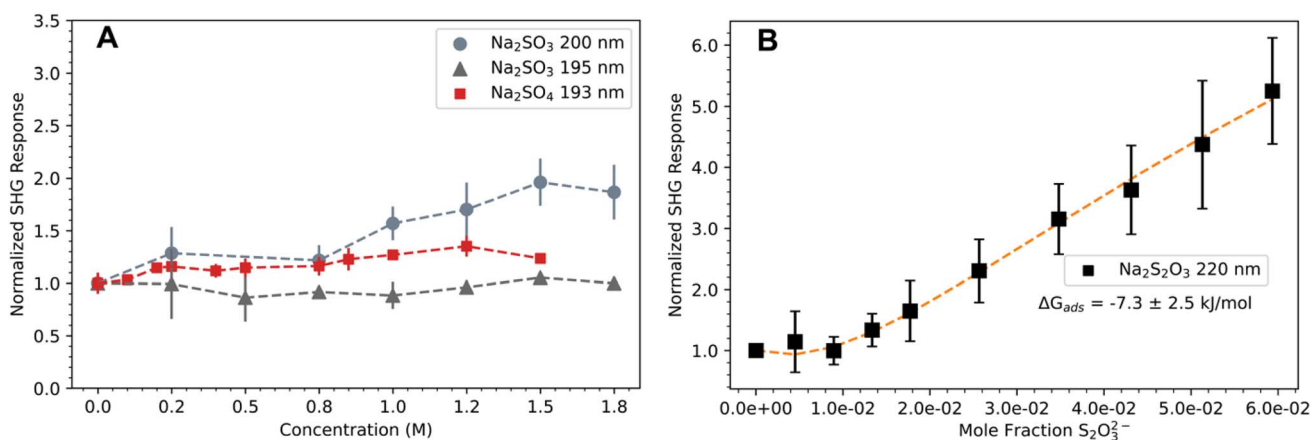 A
Normalized SHG Response
3.5
3.0
2.5
2.0
1.5
1.0
0.5
0.0
Na₂SO₃ 200 nm
Na₂SO₃ 195 nm
Na₂SO₄ 193 nm
0.0 0.2 0.5 0.8 1.0 1.2 1.5 1.8
Concentration (M)
B
Normalized SHG Response
6.0
5.0
4.0
3.0
2.0
1.0
Na₂S₂O₃ 220 nm
ΔG_ads = -7.3 ± 2.5 kJ/mol
0.0e+00 1.0e-02 2.0e-02 3.0e-02 4.0e-02 5.0e-02 6.0e-02
Mole Fraction S₂O₃²⁻